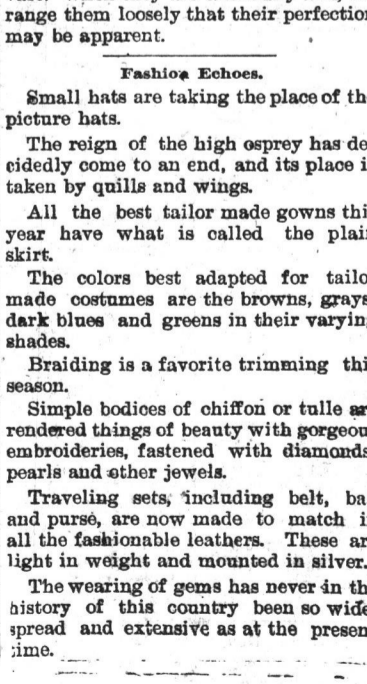 range them loosely that their perfection
may be apparent.
Fashion Echoes.
Small hats are taking the place of th
picture hats.
The reign of the high osprey has de
cidedly come to an end, and its place i
taken by quills and wings.
All the best tailor made gowns thi
year have what is called the plai
skirt.
The colors best adapted for tailo
made costumes are the browns, grays
dark blues and greens in their varyin
shades.
Braiding is a favorite trimming thi
season.
Simple bodices of chiffon or tulle ar
rendered things of beauty with gorgeou
embroideries, fastened with diamonds
pearls and other jewels.
Traveling sets, including belt, ba
and purse, are now made to match i
all the fashionable leathers. These ar
light in weight and mounted in silver.
The wearing of gems has never in th
history of this country been so wide
spread and extensive as at the presen
time.